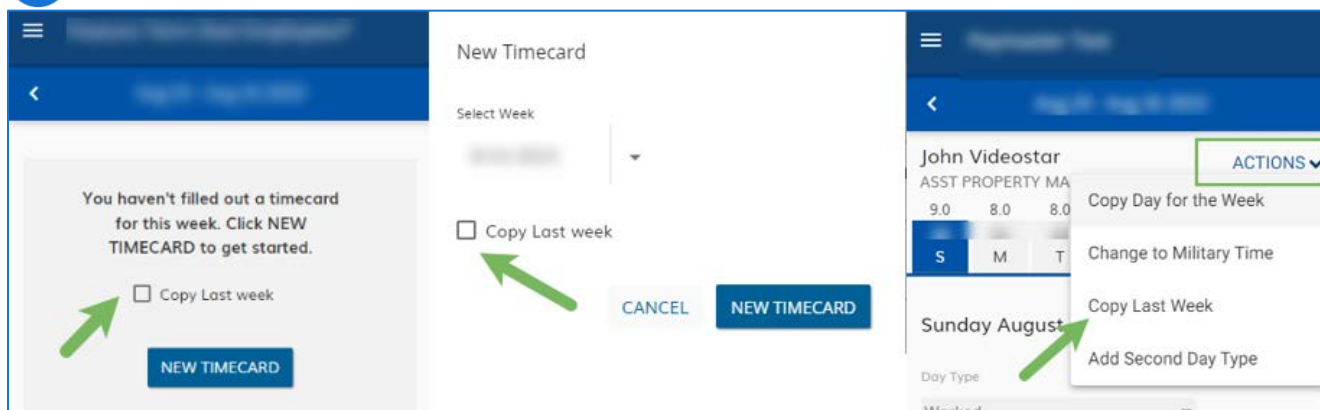 You haven't filled out a timecard
for this week. Click NEW
TIMECARD to get started.
Copy Last week
NEW TIMECARD
New Timecard
Select Week
Copy Last week
CANCEL
NEW TIMECARD
John Videostar
ACTIONS
ASST PROPERTY MA
9.0 8.0 8.0
S M T
Sunday August
Day Type
Worked
Copy Day for the Week
Change to Military Time
Copy Last Week
Add Second Day Type